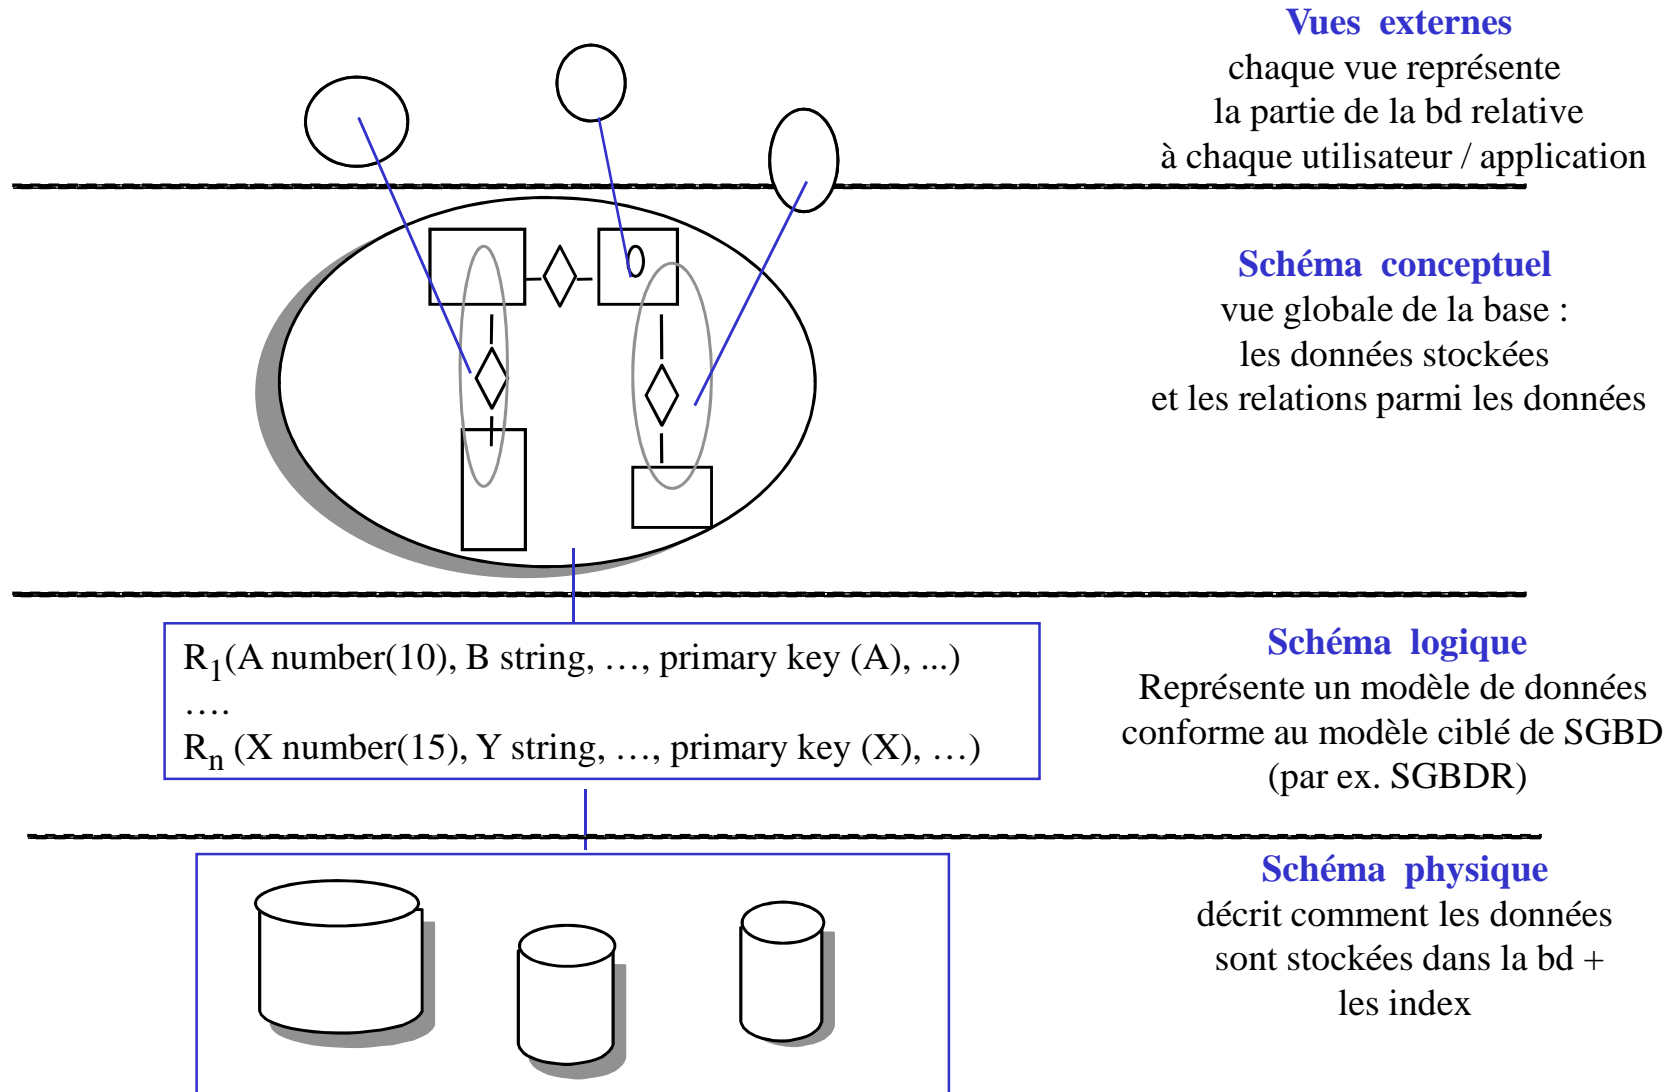 Vues externes
chaque vue représente
la partie de la bd relative
à chaque utilisateur / application
Schéma conceptuel
vue globale de la base :
les données stockées
et les relations parmi les données
R1(A number(10), B string, …, primary key (A), ...)
….
Rn (X number(15), Y string, …, primary key (X), …)
Schéma logique
Représente un modèle de données
conforme au modèle ciblé de SGBD
(par ex. SGBDR)
Schéma physique
décrit comment les données
sont stockées dans la bd +
les index